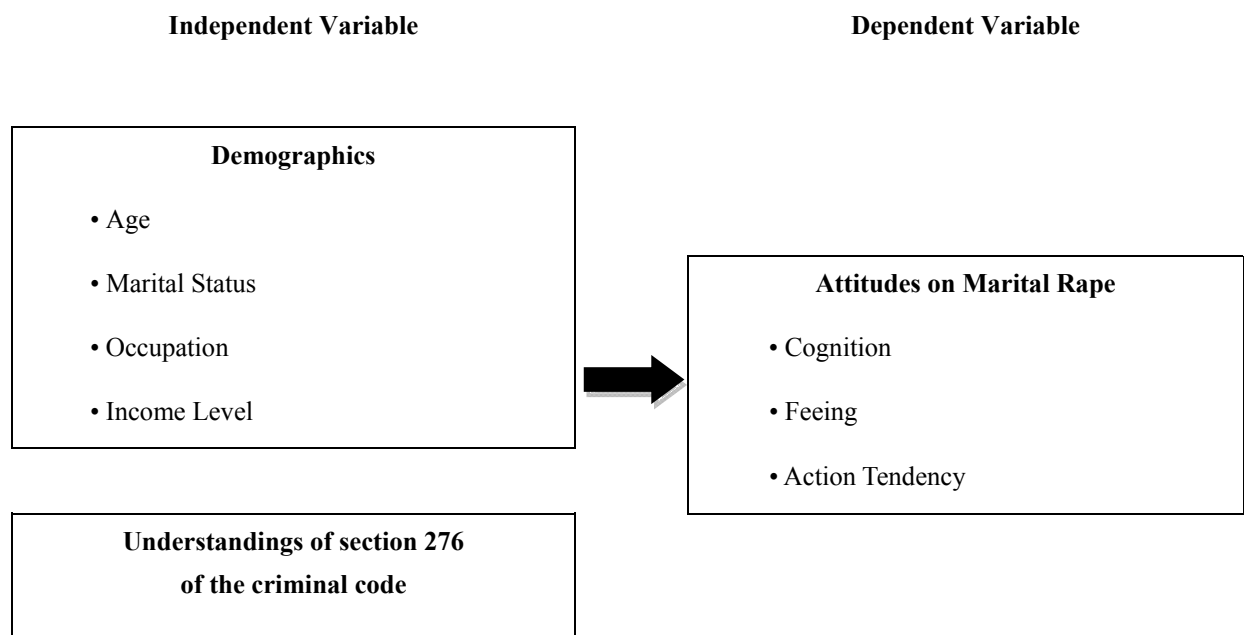 Independent Variable
Dependent Variable
Demographics
• Age
• Marital Status
• Occupation
• Income Level
Attitudes on Marital Rape
• Cognition
• Feeing
• Action Tendency
Understandings of section 276
of the criminal code